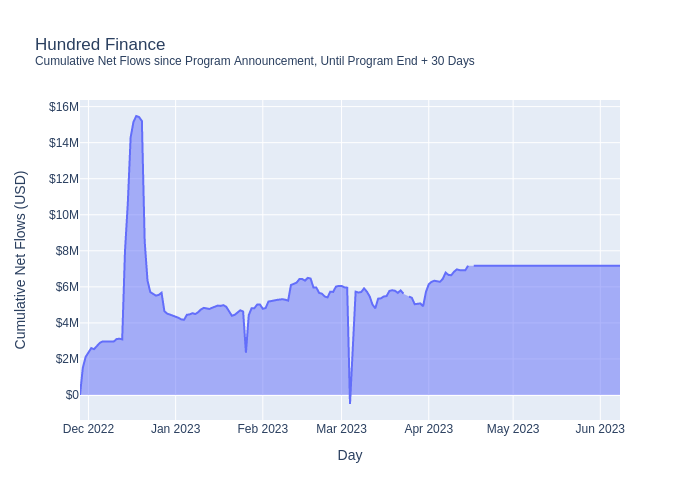 Hundred Finance
Cumulative Net Flows since Program Announcement, Until Program End + 30 Days
Cumulative Net Flows (USD)
$16M
$14M
$12M
$10M
$8M
$6M
$4M
$2M
$0
Dec 2022 Jan 2023 Feb 2023 Mar 2023 Apr 2023 May 2023 Jun 2023
Day